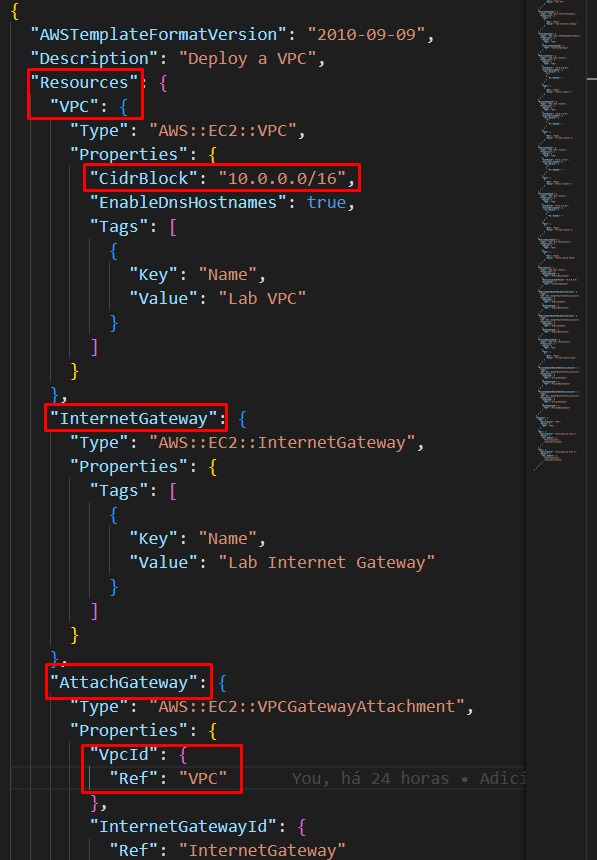 {
"AWSTemplateFormatVersion": "2010-09-09",
"Description": "Deploy a VPC",
"Resources": {
"VPC": {
"Type": "AWS::EC2::VPC",
"Properties": {
"CidrBlock": "10.0.0.0/16",
"EnableDnsHostnames": true,
"Tags": [
{
"Key": "Name",
"Value": "Lab VPC"
}
]
}
},
"InternetGateway": {
"Type": "AWS::EC2::InternetGateway",
"Properties": {
"Tags": [
{
"Key": "Name",
"Value": "Lab Internet Gateway"
}
]
}
},
"AttachGateway": {
"Type": "AWS::EC2::VPCGatewayAttachment",
"Properties": {
"VpcId": {
"Ref": "VPC" You, há 24 horas • Adici
},
"InternetGatewayId": {
"Ref": "InternetGateway"